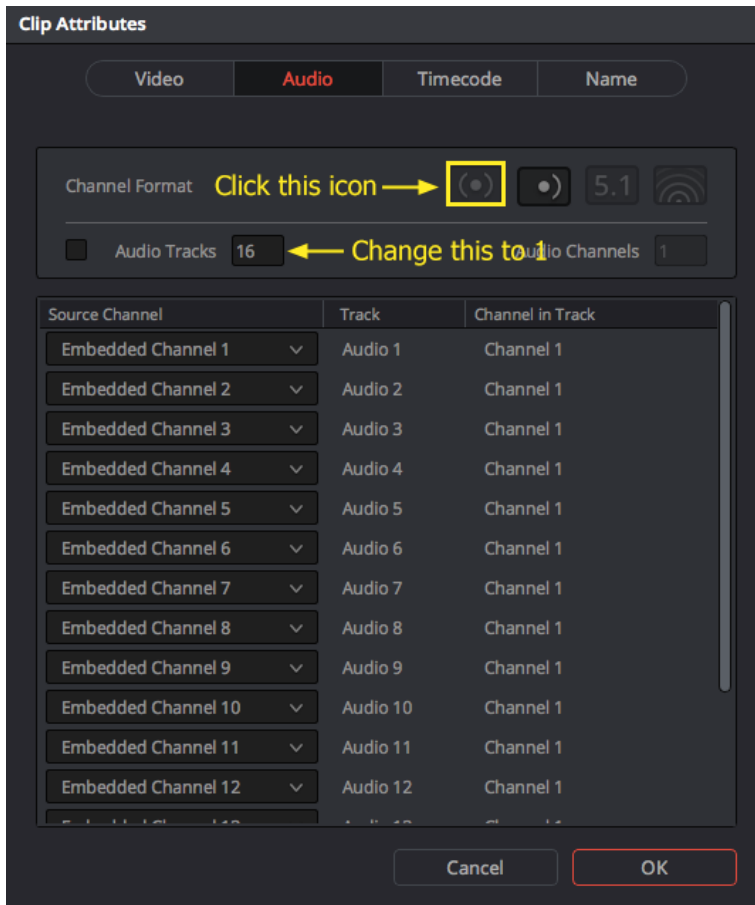 Clip Attributes
Video Audio Timecode Name
Channel Format Click this icon 5.1
Audio Tracks 16 Change this to 1 Audio Channels 1
Source Channel Track Channel in Track
Embedded Channel 1 Audio 1 Channel 1
Embedded Channel 2 Audio 2 Channel 1
Embedded Channel 3 Audio 3 Channel 1
Embedded Channel 4 Audio 4 Channel 1
Embedded Channel 5 Audio 5 Channel 1
Embedded Channel 6 Audio 6 Channel 1
Embedded Channel 7 Audio 7 Channel 1
Embedded Channel 8 Audio 8 Channel 1
Embedded Channel 9 Audio 9 Channel 1
Embedded Channel 10 Audio 10 Channel 1
Embedded Channel 11 Audio 11 Channel 1
Embedded Channel 12 Audio 12 Channel 1
Cancel OK